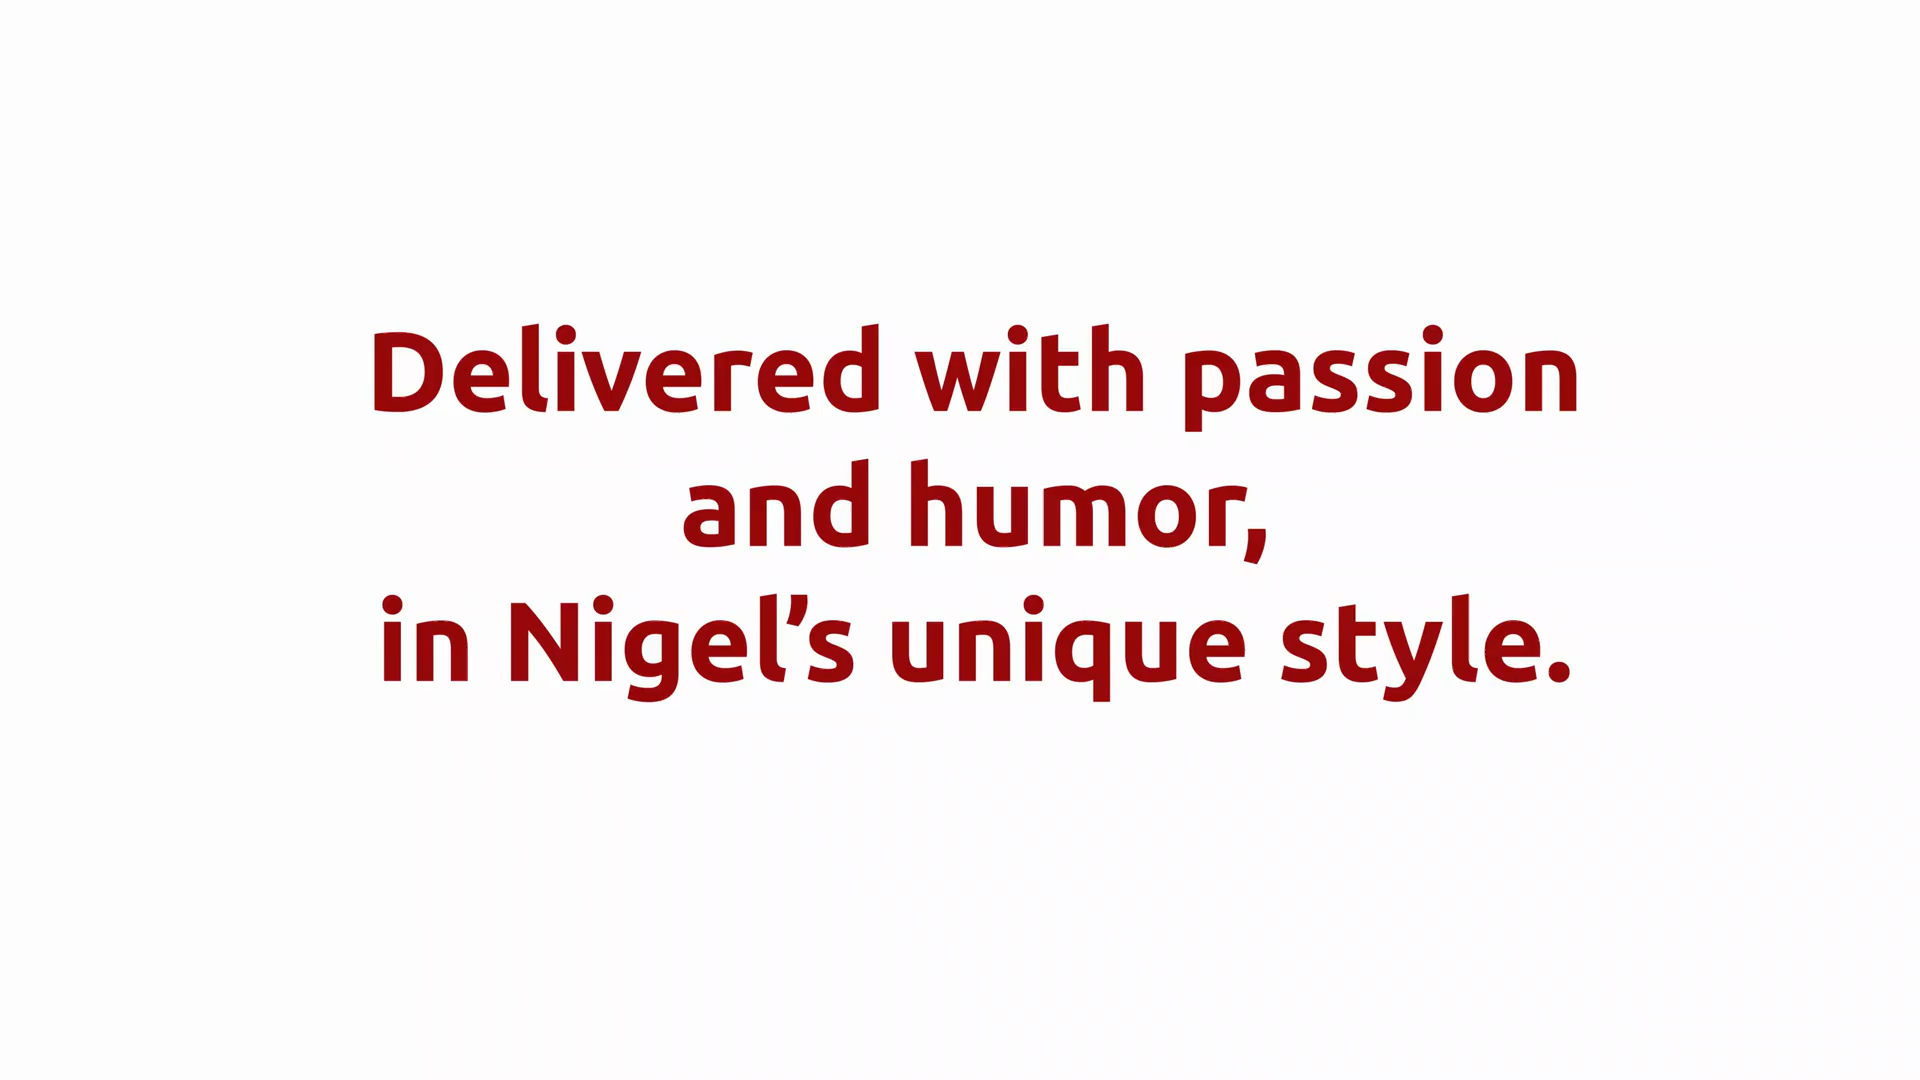 Delivered with passion
and humor,
in Nigel’s unique style.